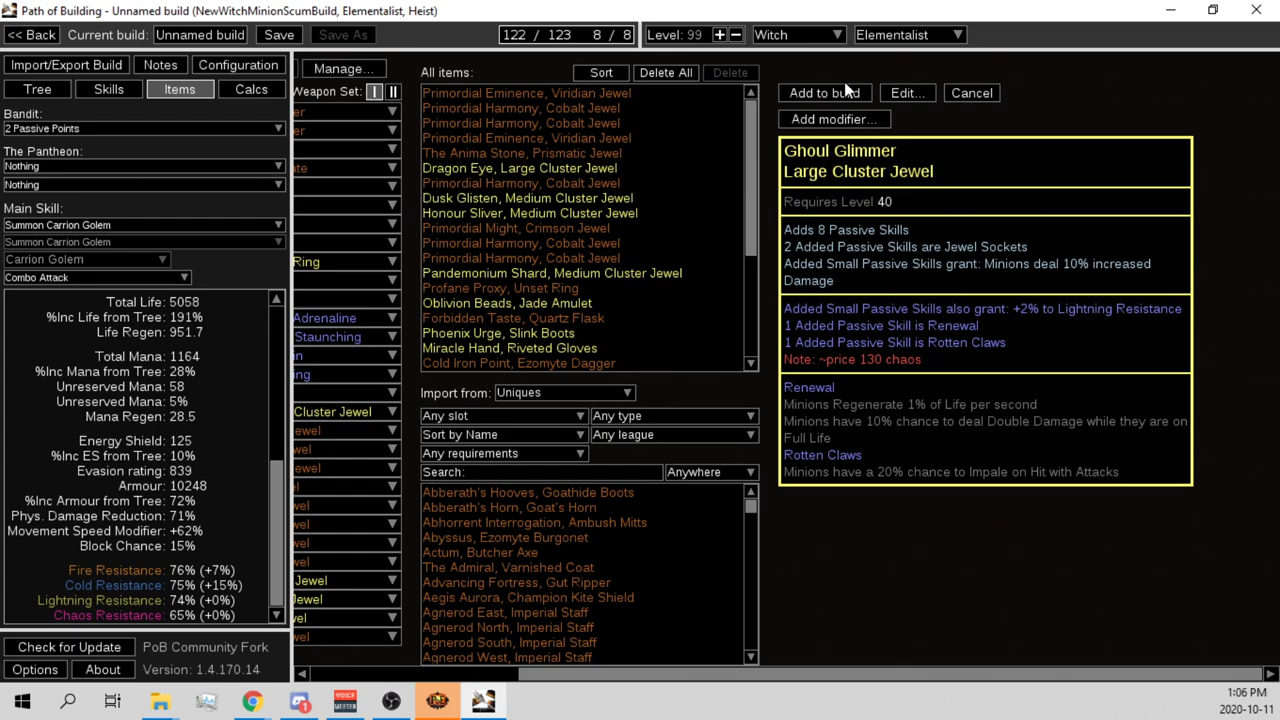 Path of Building - Unnamed build (NewWitchMinionScumBuild, Elementalist, Heist)
<< Back
Current build:
Unnamed build
Save
Save As
122 / 123 8 / 8
Level: 99
+
-
Witch
Elementalist
Import/Export Build
Notes
Configuration
Tree
Skills
Items
Calcs
Bandit:
2 Passive Points
The Pantheon:
Nothing
Nothing
Main Skill:
Summon Carrion Golem
Summon Carrion Golem
Carrion Golem
Combo Attack
Total Life: 5058
%Inc Life from Tree: 191%
Life Regen: 951.7
Total Mana: 1164
%Inc Mana from Tree: 28%
Unreserved Mana: 58
Unreserved Mana: 5%
Mana Regen: 28.5
Energy Shield: 125
%Inc ES from Tree: 10%
Evasion rating: 839
Armour: 10248
%Inc Armour from Tree: 72%
Phys. Damage Reduction: 71%
Movement Speed Modifier: +62%
Block Chance: 15%
Fire Resistance: 76% (+7%)
Cold Resistance: 75% (+15%)
Lightning Resistance: 74% (+0%)
Chaos Resistance: 65% (+0%)
Check for Update
PoB Community Fork
Options
About
Version: 1.4.170.14
Manage...
Weapon Set:
I
II
er
er
ate
Ring
Adrenaline
Staunching
in
ing
Cluster Jewel
ewel
wel
ewel
el
wel
ewel
wel
ewel
Jewel
Jewel
wel
ewel
All items:
Sort
Delete All
Delete
Primordial Eminence, Viridian Jewel
Primordial Harmony, Cobalt Jewel
Primordial Harmony, Cobalt Jewel
Primordial Eminence, Viridian Jewel
The Anima Stone, Prismatic Jewel
Dragon Eye, Large Cluster Jewel
Primordial Harmony, Cobalt Jewel
Dusk Glisten, Medium Cluster Jewel
Honour Sliver, Medium Cluster Jewel
Primordial Might, Crimson Jewel
Primordial Harmony, Cobalt Jewel
Primordial Harmony, Cobalt Jewel
Pandemonium Shard, Medium Cluster Jewel
Profane Proxy, Unset Ring
Oblivion Beads, Jade Amulet
Forbidden Taste, Quartz Flask
Phoenix Urge, Slink Boots
Miracle Hand, Riveted Gloves
Cold Iron Point, Ezomyte Dagger
Import from:
Uniques
Any slot
Any type
Sort by Name
Any league
Any requirements
Search:
Anywhere
Abberath's Hooves, Goathide Boots
Abberath's Horn, Goat's Horn
Abhorrent Interrogation, Ambush Mitts
Abyssus, Ezomyte Burgonet
Actum, Butcher Axe
The Admiral, Varnished Coat
Advancing Fortress, Gut Ripper
Aegis Aurora, Champion Kite Shield
Agnerod East, Imperial Staff
Agnerod North, Imperial Staff
Agnerod South, Imperial Staff
Agnerod West, Imperial Staff
Add to build
Edit...
Cancel
Add modifier...
Ghoul Glimmer
Large Cluster Jewel
Requires Level 40
Adds 8 Passive Skills
2 Added Passive Skills are Jewel Sockets
Added Small Passive Skills grant: Minions deal 10% increased
Damage
Added Small Passive Skills also grant: +2% to Lightning Resistance
1 Added Passive Skill is Renewal
1 Added Passive Skill is Rotten Claws
Note: ~price 130 chaos
Renewal
Minions Regenerate 1% of Life per second
Minions have 10% chance to deal Double Damage while they are on
Full Life
Rotten Claws
Minions have a 20% chance to Impale on Hit with Attacks
1
VOICE
MEETER
PoE
1:06 PM
2020-10-11